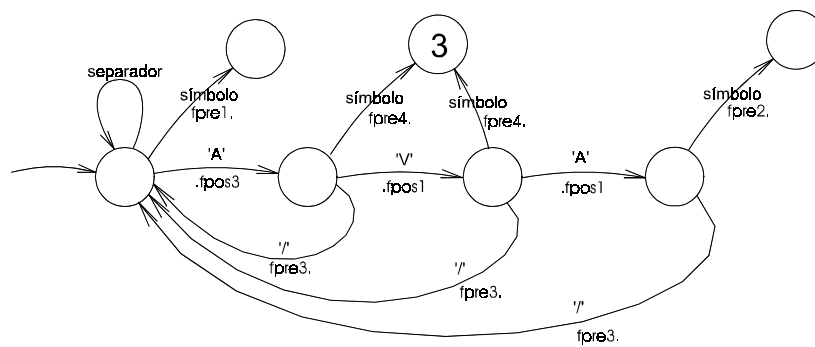 3
separador
símbolo
fpre1.
símbolo
fpre4.
símbolo
fpre4.
símbolo
fpre2.
'A'
.fpos3
'V'
.fpos1
'A'
.fpos1
'/'
fpre3.
'/'
fpre3.
'/'
fpre3.